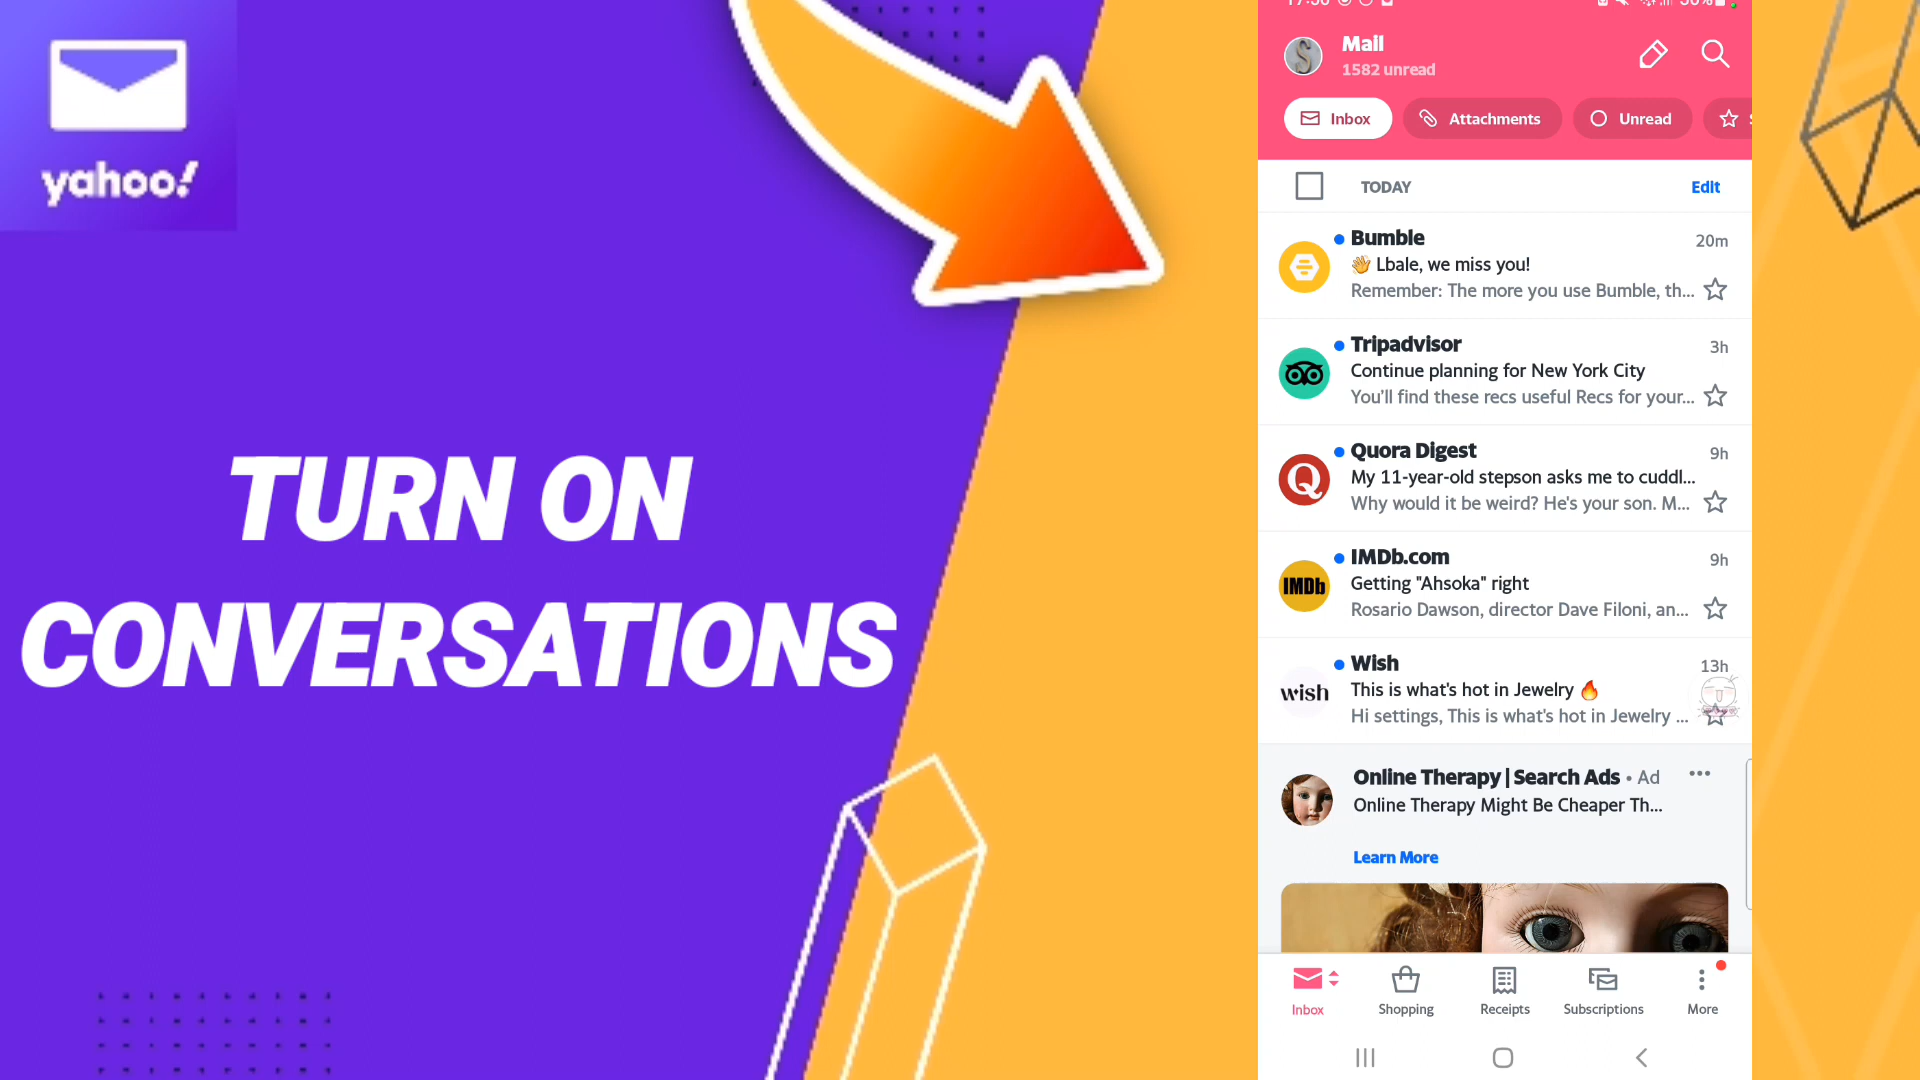 yahoo!
TURN ON
CONVERSATIONS
Mail
1582 unread
Inbox
Attachments
Unread
TODAY
Edit
Bumble
20m
👋 Lbale, we miss you!
Remember: The more you use Bumble, th...
Tripadvisor
3h
Continue planning for New York City
You'll find these recs useful Recs for your...
Quora Digest
9h
My 11-year-old stepson asks me to cuddl...
Why would it be weird? He's your son. M...
IMDb
IMDb.com
9h
Getting "Ahsoka" right
Rosario Dawson, director Dave Filoni, an...
wish
Wish
13h
This is what's hot in Jewelry 🔥
Hi settings, This is what's hot in Jewelry ...
Online Therapy | Search Ads • Ad
Online Therapy Might Be Cheaper Th...
Learn More
Inbox
Shopping
Receipts
Subscriptions
More